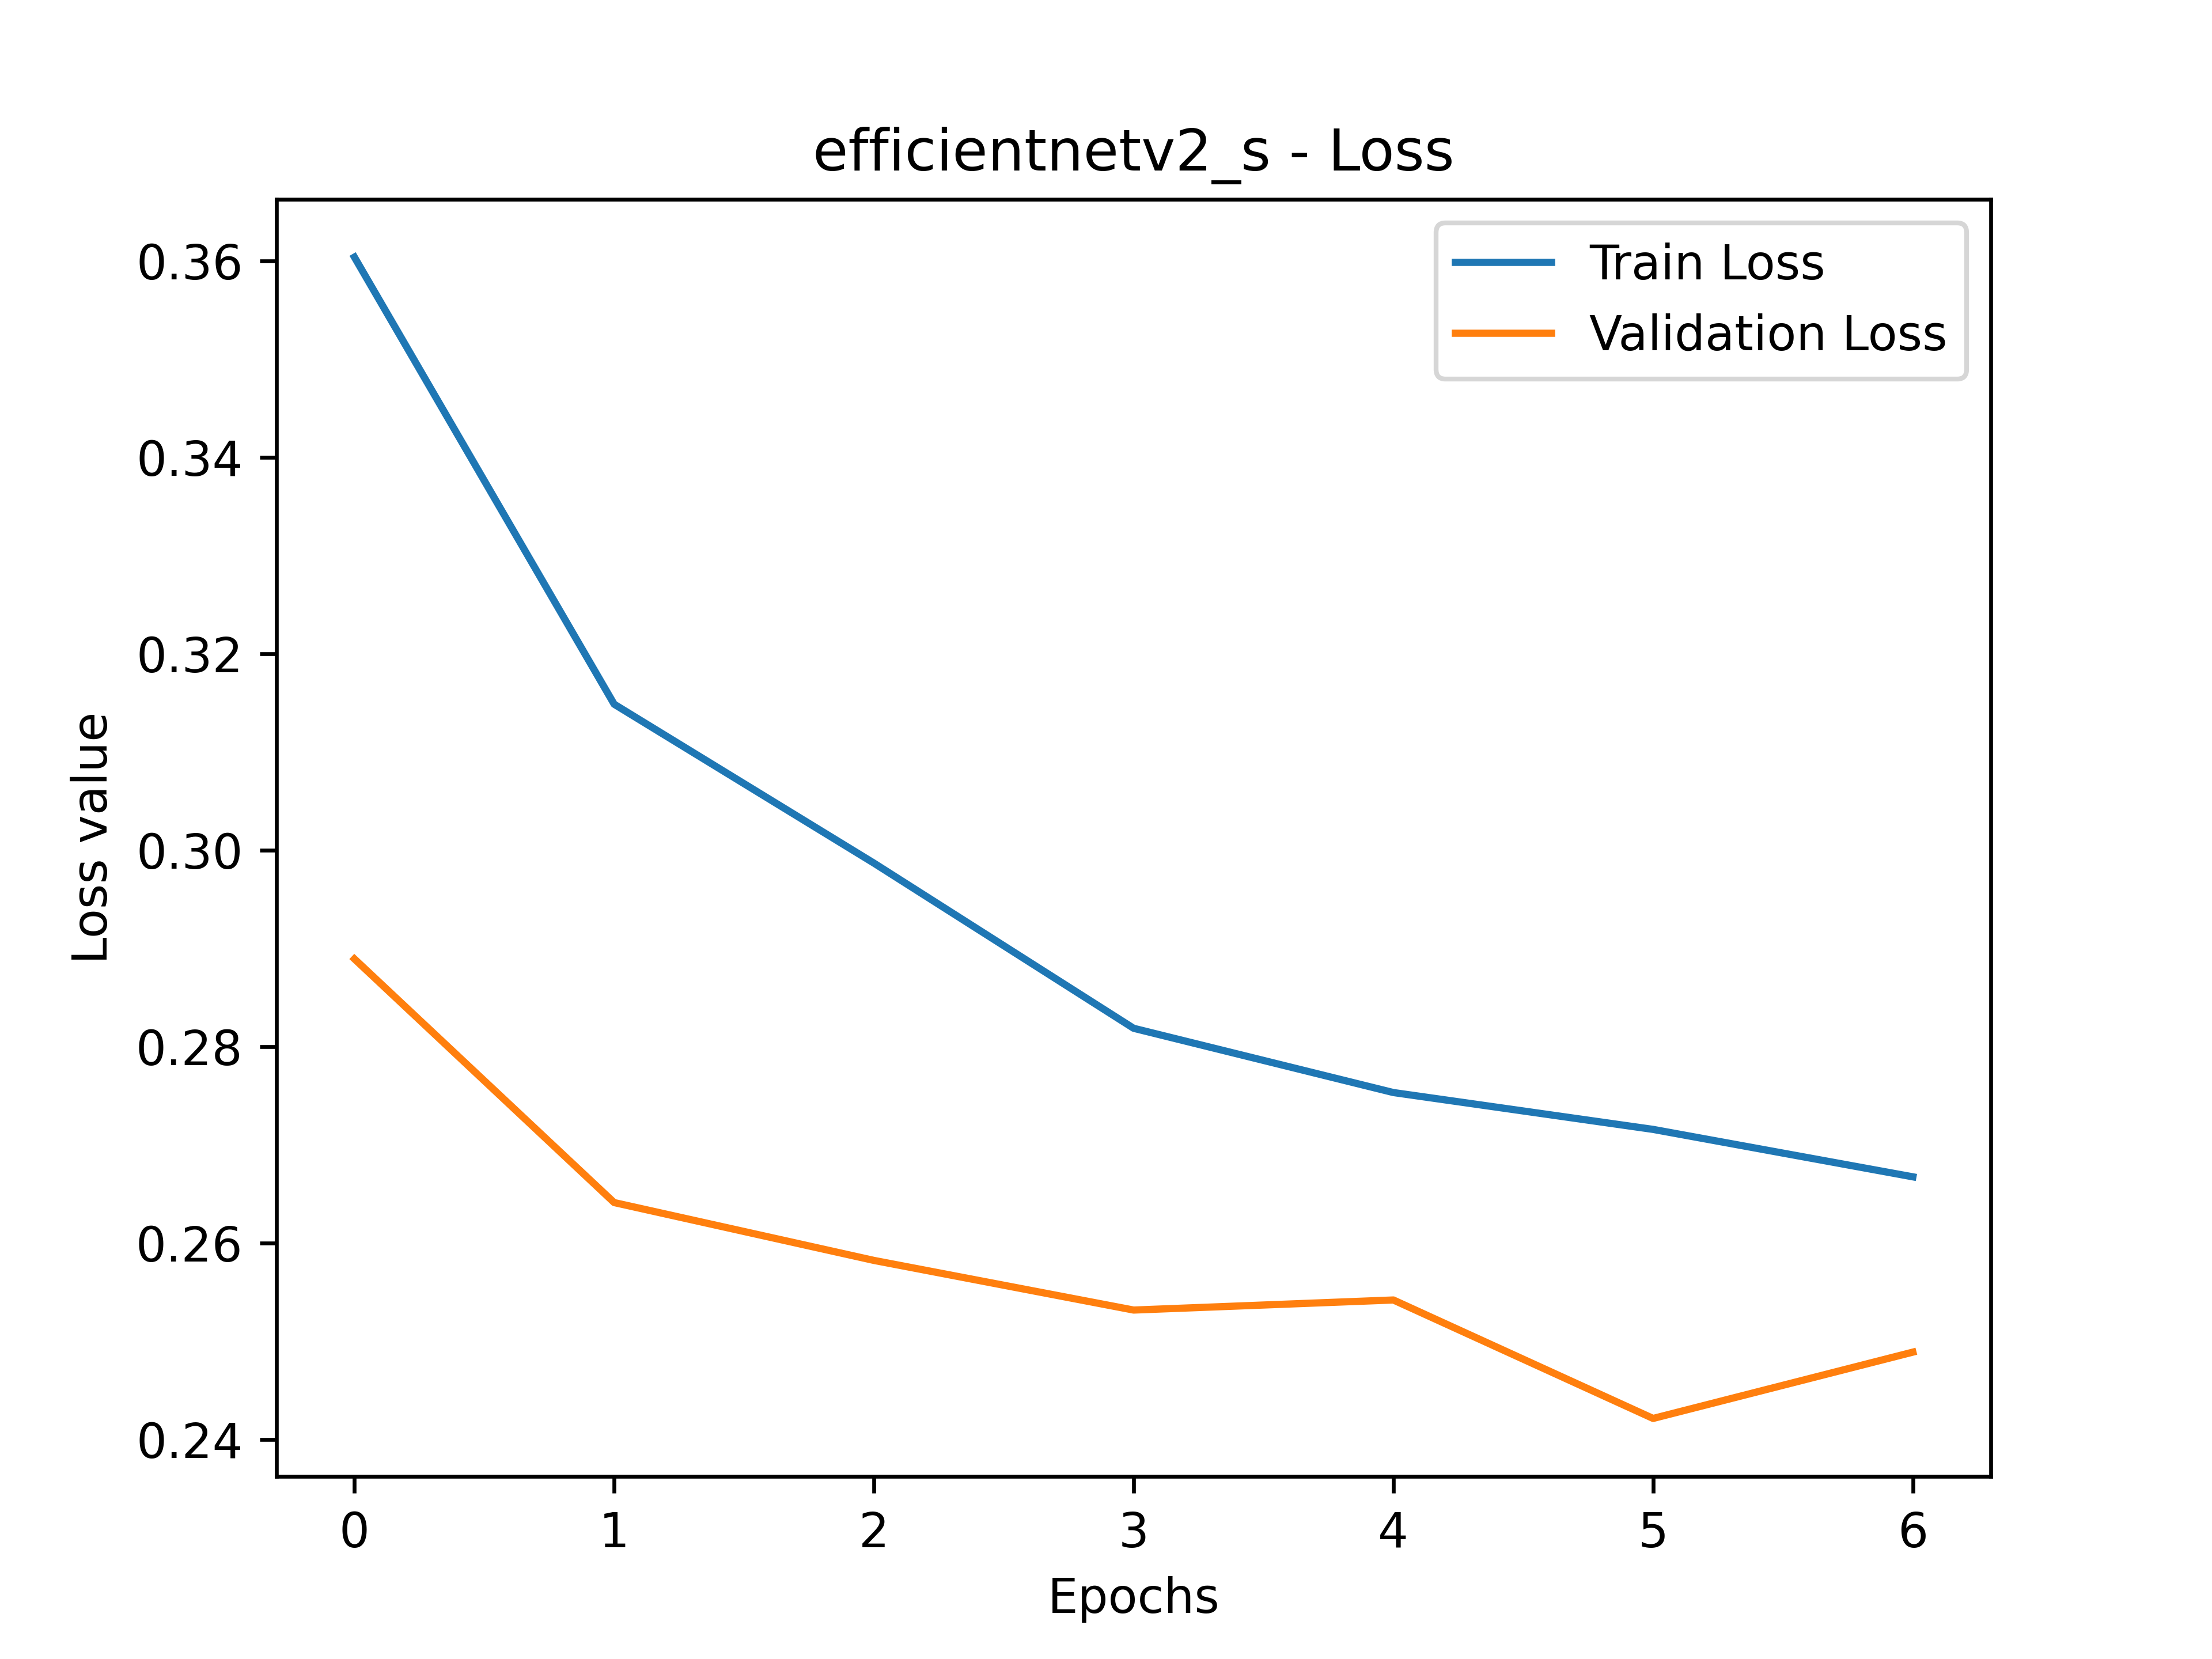 efficientnetv2_s - Loss
Train Loss
Validation Loss
Loss value
0.36
0.34
0.32
0.30
0.28
0.26
0.24
0 1 2 3 4 5 6
Epochs